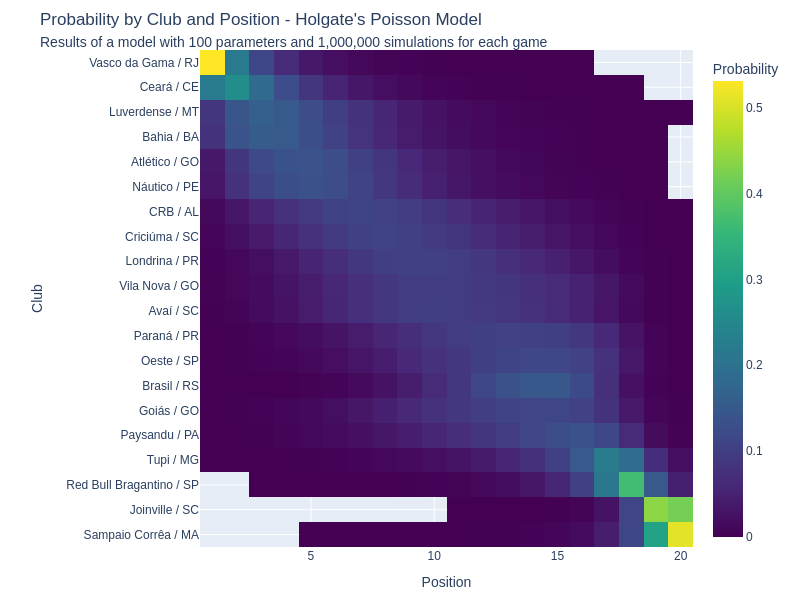 Probability by Club and Position - Holgate's Poisson Model
Results of a model with 100 parameters and 1,000,000 simulations for each game
Vasco da Gama / RJ
Ceará / CE
Luverdense / MT
Bahia / BA
Atlético / GO
Náutico / PE
CRB / AL
Criciúma / SC
Londrina / PR
Vila Nova / GO
Avaí / SC
Paraná / PR
Oeste / SP
Brasil / RS
Goiás / GO
Paysandu / PA
Tupi / MG
Red Bull Bragantino / SP
Joinville / SC
Sampaio Corrêa / MA
Club
5
10
15
20
Position
Probability
0.5
0.4
0.3
0.2
0.1
0